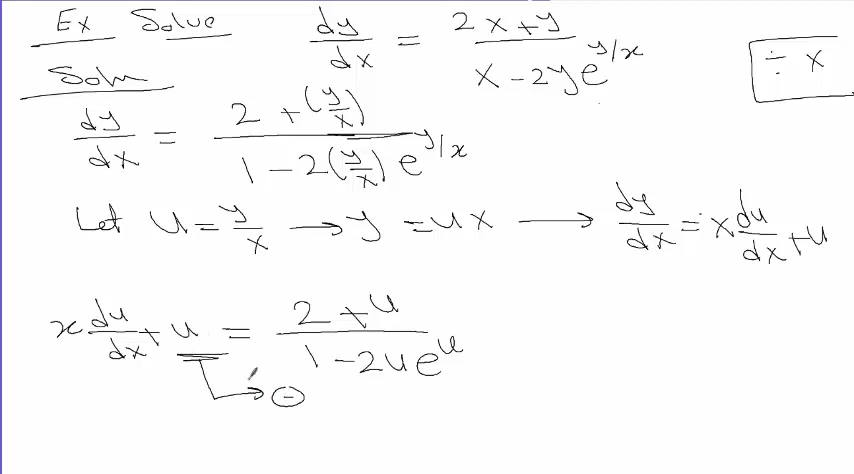 Ex Solve dy/dx = (2x+y)/(x-2ye^(y/x))
÷ x
Soln
dy/dx = (2+(y/x))/(1-2(y/x)e^(y/x))
Let u = y/x → y = ux → dy/dx = x du/dx + u
x du/dx + u = (2+u)/(1-2ue^u)
→ ⊖